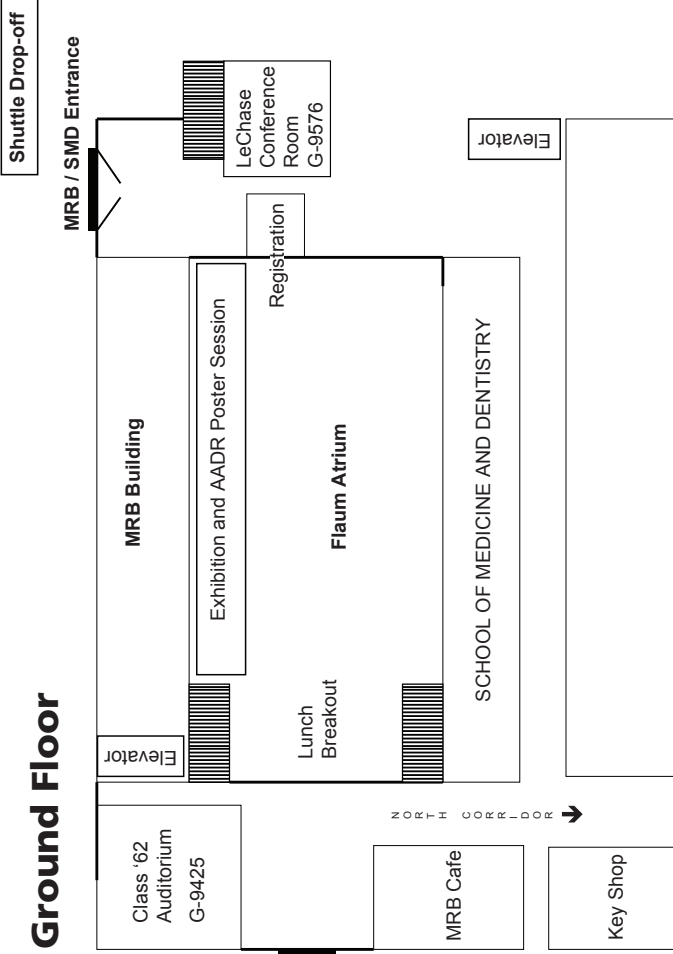 Ground Floor
Shuttle Drop-off
MRB / SMD Entrance
LeChase
Conference
Room
G-9576
Elevator
Registration
MRB Building
Exhibition and AADR Poster Session
Flaum Atrium
SCHOOL OF MEDICINE AND DENTISTRY
Lunch
Breakout
Elevator
Class ‘62
Auditorium
G-9425
NORTH CORRIDOR
MRB Cafe
Key Shop